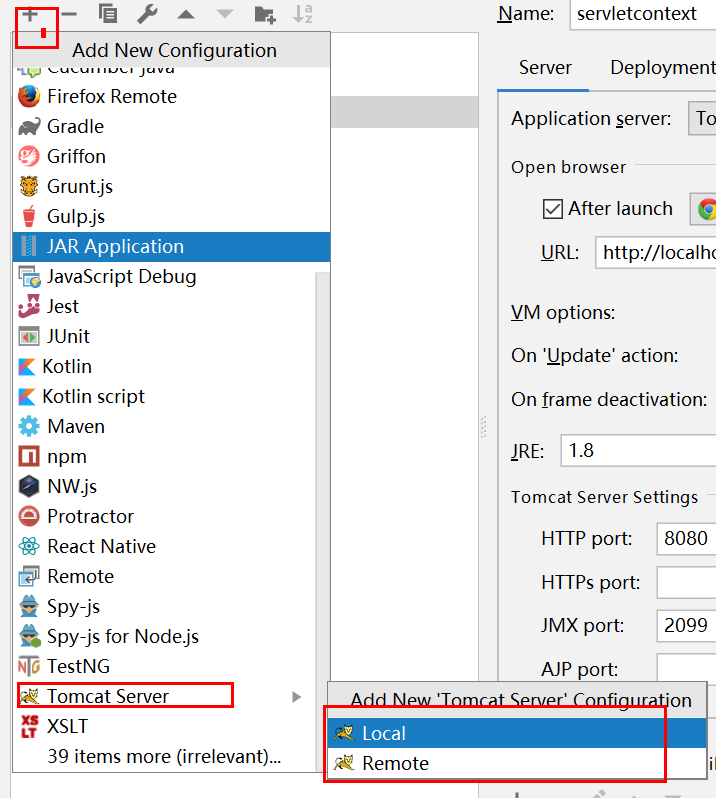 Add New Configuration
Cucumber Java
Firefox Remote
Gradle
Griffon
Grunt.js
Gulp.js
JAR Application
JavaScript Debug
Jest
JUnit
Kotlin
Kotlin script
Maven
npm
NW.js
Protractor
React Native
Remote
Spy-js
Spy-js for Node.js
TestNG
Tomcat Server
XSLT
39 items more (irrelevant)...
Name: servletcontext
Server Deployment
Application server: To
Open browser
After launch
URL: http://localho
VM options:
On 'Update' action:
On frame deactivation:
JRE: 1.8
Tomcat Server Settings
HTTP port: 8080
HTTPs port:
JMX port: 2099
AJP port:
Add New 'Tomcat Server' Configuration
Local
Remote